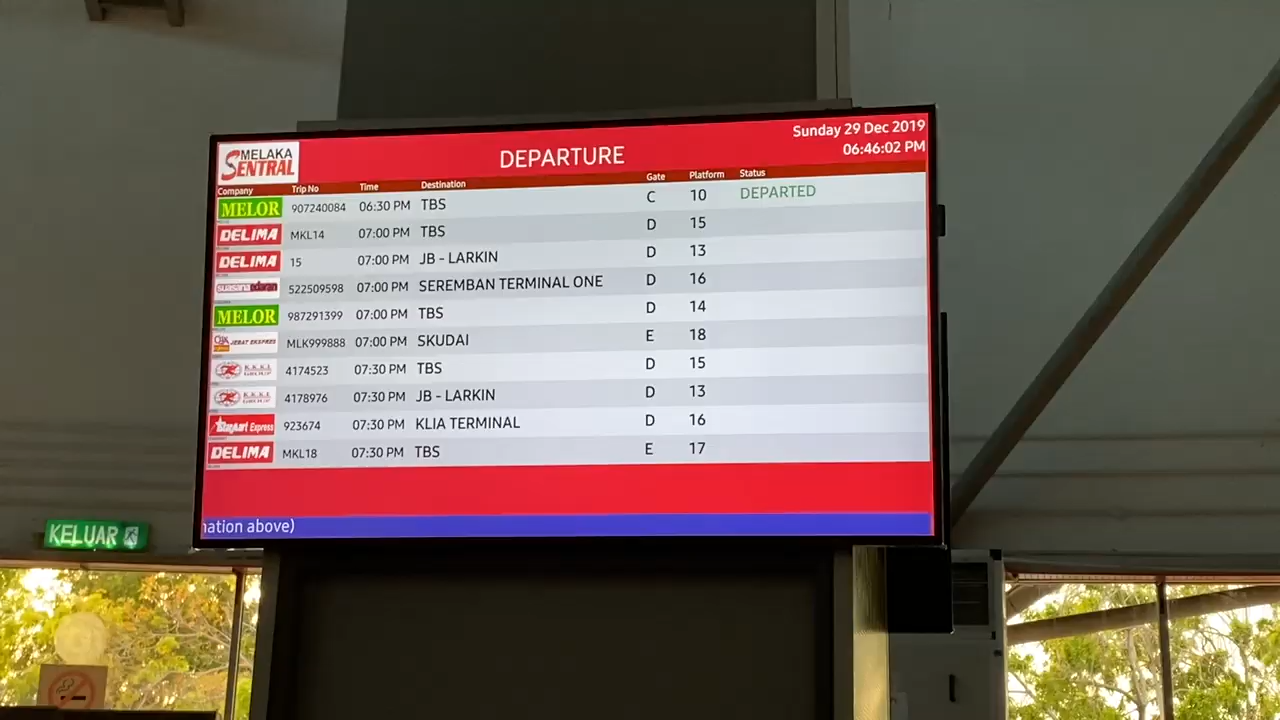 Sunday 29 Dec 2019
MELAKA SENTRAL
DEPARTURE
06:46:02 PM
Company Trip No Time Destination Gate Platform Status
MELOR 907240084 06:30 PM TBS C 10 DEPARTED
DELIMA MKL14 07:00 PM TBS D 15
DELIMA 15 07:00 PM JB - LARKIN D 13
522509598 07:00 PM SEREMBAN TERMINAL ONE D 16
MELOR 987291399 07:00 PM TBS D 14
JEBAT EKSPRES MLK999888 07:00 PM SKUDAI E 18
K.K.K.L 4174523 07:30 PM TBS D 15
K.K.K.L 4178976 07:30 PM JB - LARKIN D 13
StarMart Express 923674 07:30 PM KLIA TERMINAL D 16
DELIMA MKL18 07:30 PM TBS E 17
nation above)
KELUAR